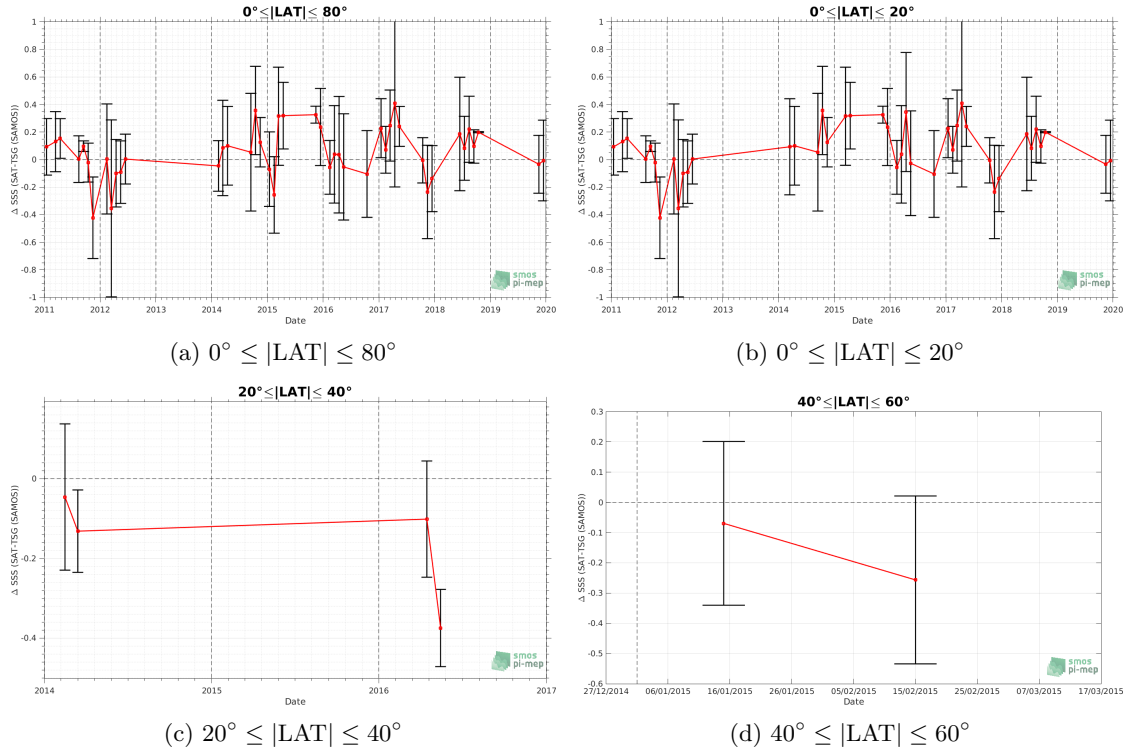 0°≤|LAT|≤ 80°
Δ SSS (SAT-TSG (SAMOS))
1
0.8
0.6
0.4
0.2
0
-0.2
-0.4
-0.6
-0.8
-1
2011 2012 2013 2014 2015 2016 2017 2018 2019 2020
Date
smos
pi-mep
(a) 0° ≤ |LAT| ≤ 80°
0°≤|LAT|≤ 20°
Δ SSS (SAT-TSG (SAMOS))
1
0.8
0.6
0.4
0.2
0
-0.2
-0.4
-0.6
-0.8
-1
2011 2012 2013 2014 2015 2016 2017 2018 2019 2020
Date
smos
pi-mep
(b) 0° ≤ |LAT| ≤ 20°
20°≤|LAT|≤ 40°
Δ SSS (SAT-TSG (SAMOS))
0
-0.2
-0.4
2014 2015 2016 2017
Date
smos
pi-mep
(c) 20° ≤ |LAT| ≤ 40°
40°≤|LAT|≤ 60°
Δ SSS (SAT-TSG (SAMOS))
0.3
0.2
0.1
0
-0.1
-0.2
-0.3
-0.4
-0.5
-0.6
27/12/2014 06/01/2015 16/01/2015 26/01/2015 05/02/2015 15/02/2015 25/02/2015 07/03/2015 17/03/2015
Date
smos
pi-mep
(d) 40° ≤ |LAT| ≤ 60°